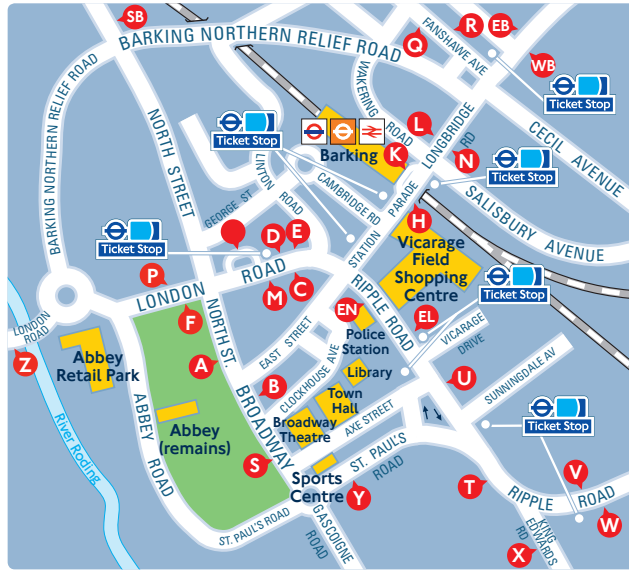 SB
BARKING NORTHERN RELIEF ROAD
FANSHAWE AVE
R
EB
Q
WB
BARKING NORTHERN RELIEF ROAD
NORTH STREET
WAKERING ROAD
Ticket Stop
CECIL AVENUE
Ticket Stop
L
LONGBRIDGE RD
Barking
K
N
Ticket Stop
LINTON ROAD
CAMBRIDGE RD
GEORGE ST
STATION PARADE
H
SALISBURY AVENUE
Ticket Stop
D
E
Vicarage
Field
Shopping
Centre
P
LONDON ROAD
M
C
RIPPLE ROAD
Ticket Stop
F
EN
EL
LONDON
ROAD
NORTH ST.
EAST STREET
Police
Station
VICARAGE
DRIVE
Z
Abbey
Retail Park
A
CLOCKHOUSE AVE
Library
U
SUNNINGDALE AV
B
Town
Hall
ABBEY ROAD
Abbey
(remains)
BROADWAY
Broadway
Theatre
AXE STREET
Ticket Stop
River Roding
S
Sports
Centre
ST. PAUL'S
ROAD
Y
T
V
RIPPLE ROAD
W
ST. PAUL'S ROAD
GASCOIGNE
ROAD
KING
EDWARDS
RD
X